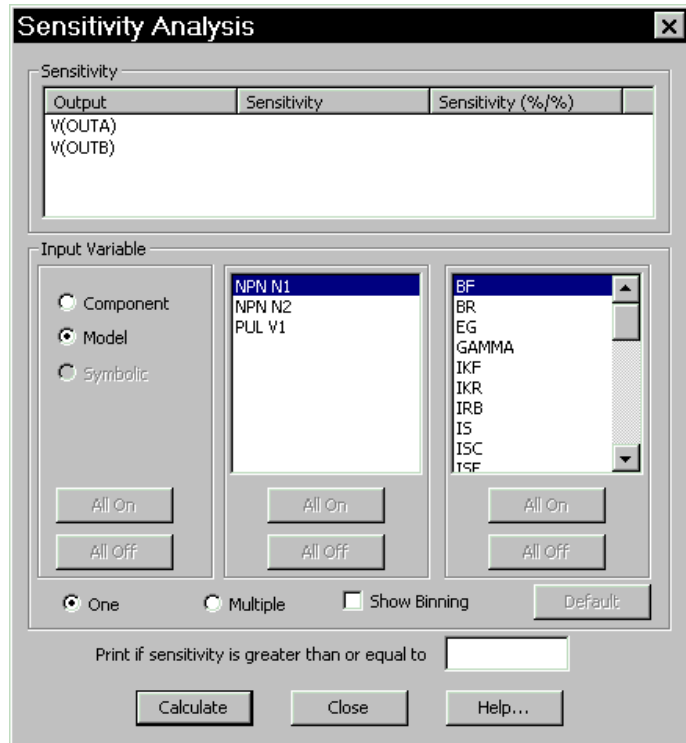 Sensitivity Analysis
Sensitivity
Output Sensitivity Sensitivity (%/%)
V(OUTA)
V(OUTB)
Input Variable
Component
Model
Symbolic
All On
All Off
NPN N1
NPN N2
PUL V1
All On
All Off
BF
BR
EG
GAMMA
IKF
IKR
IRB
IS
ISC
ISE
All On
All Off
One Multiple Show Binning Default
Print if sensitivity is greater than or equal to
Calculate Close Help...